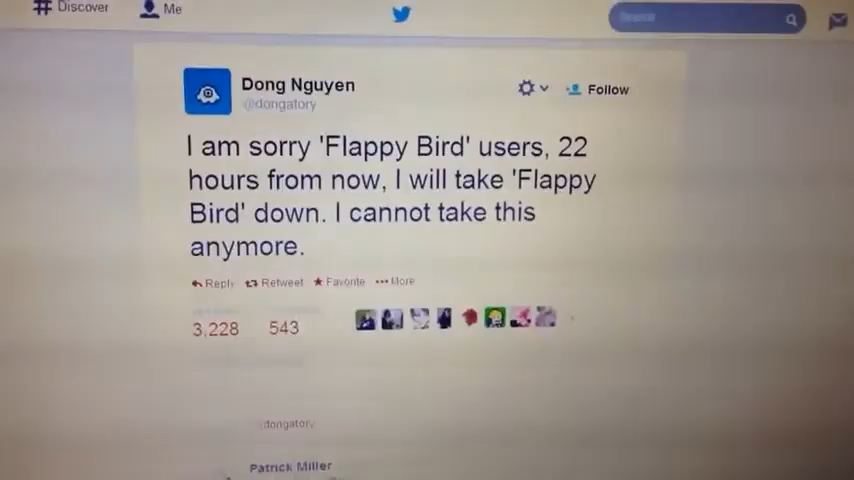 # Discover Me
Dong Nguyen
@dongatory
Follow
I am sorry 'Flappy Bird' users, 22
hours from now, I will take 'Flappy
Bird' down. I cannot take this
anymore.
Reply Retweet Favorite More
3,228 543
@dongatory
Patrick Miller